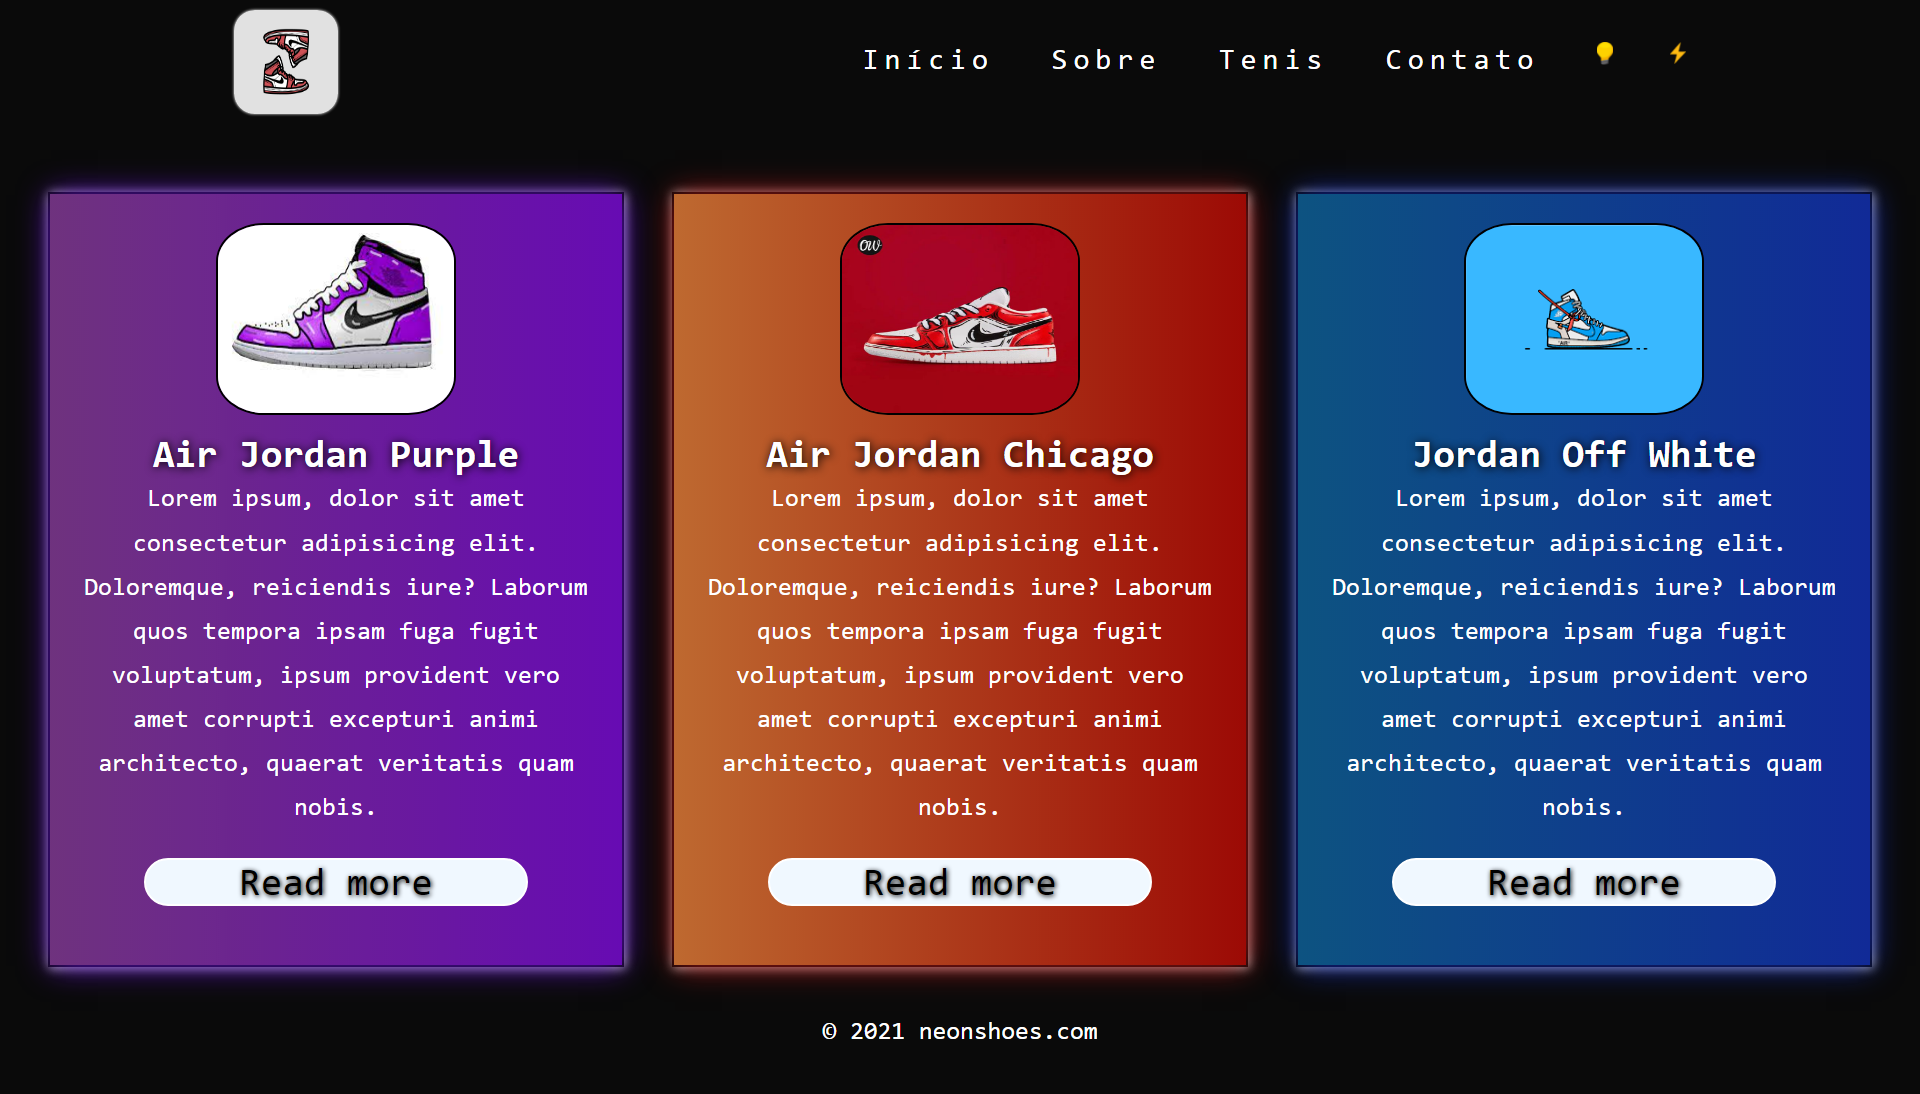 Início Sobre Tenis Contato
OW
Air Jordan Purple
Lorem ipsum, dolor sit amet
consectetur adipisicing elit.
Doloremque, reiciendis iure? Laborum
quos tempora ipsam fuga fugit
voluptatum, ipsum provident vero
amet corrupti excepturi animi
architecto, quaerat veritatis quam
nobis.
Read more
Air Jordan Chicago
Lorem ipsum, dolor sit amet
consectetur adipisicing elit.
Doloremque, reiciendis iure? Laborum
quos tempora ipsam fuga fugit
voluptatum, ipsum provident vero
amet corrupti excepturi animi
architecto, quaerat veritatis quam
nobis.
Read more
Jordan Off White
Lorem ipsum, dolor sit amet
consectetur adipisicing elit.
Doloremque, reiciendis iure? Laborum
quos tempora ipsam fuga fugit
voluptatum, ipsum provident vero
amet corrupti excepturi animi
architecto, quaerat veritatis quam
nobis.
Read more
© 2021 neonshoes.com